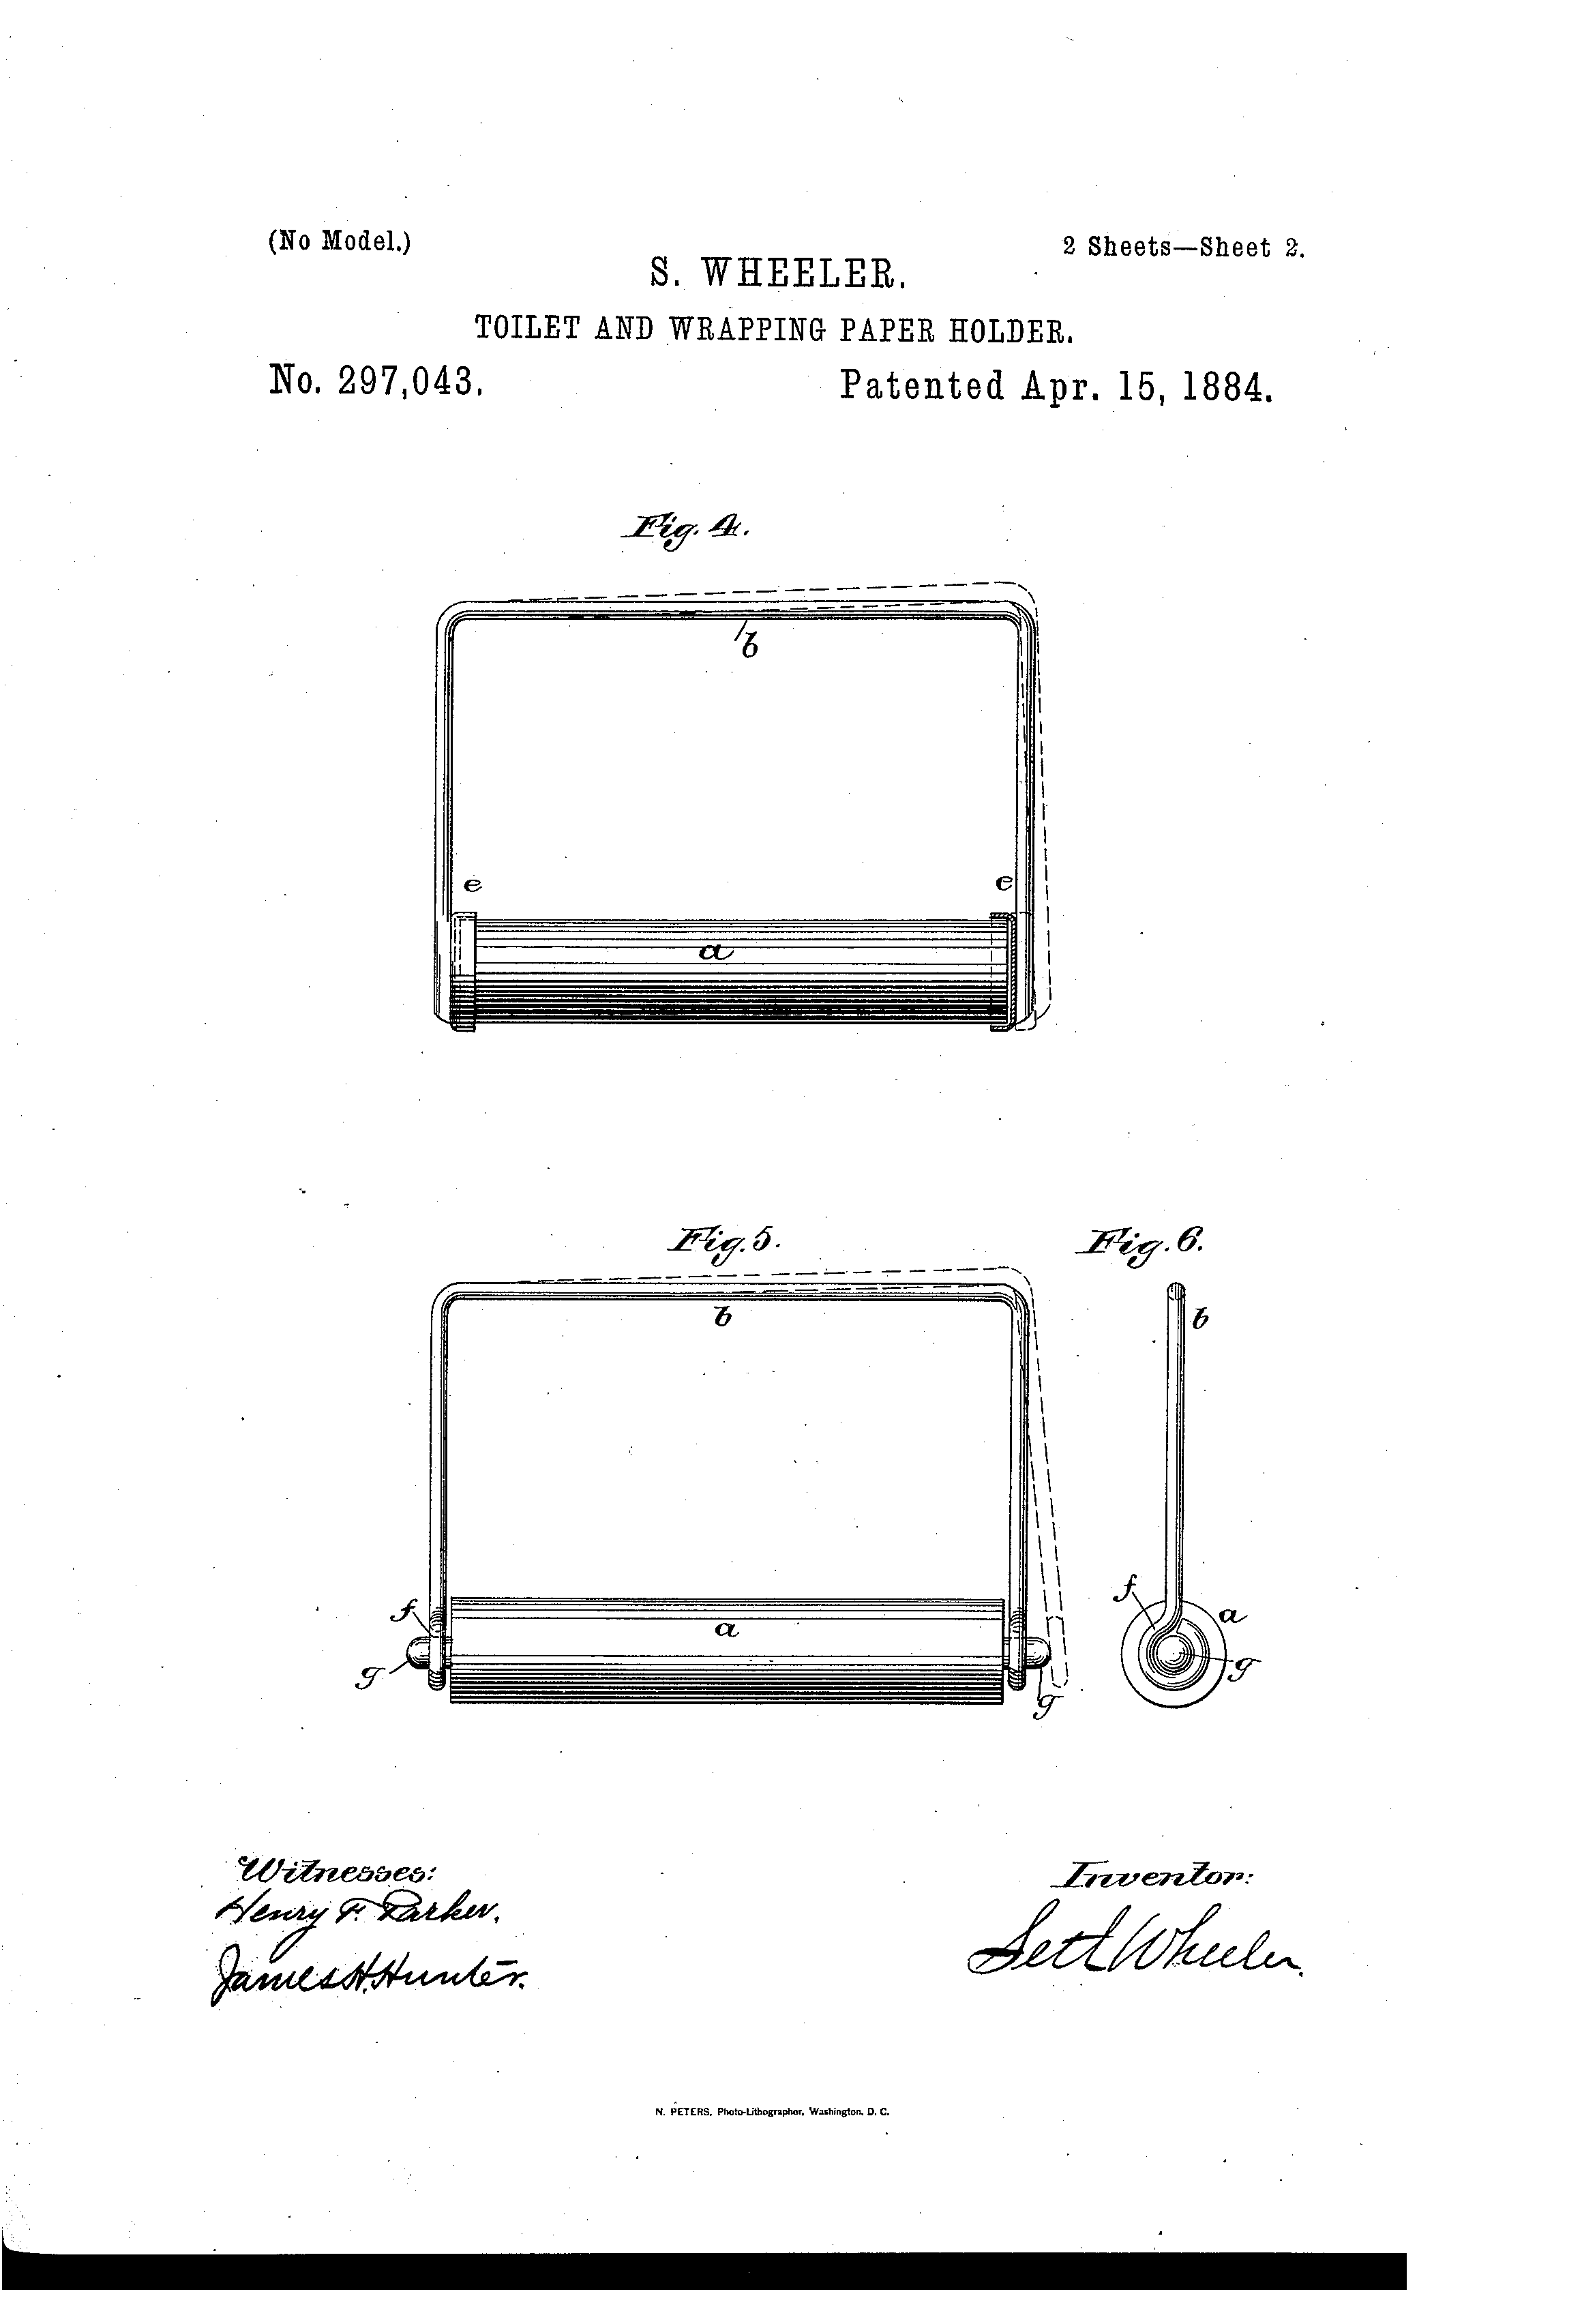 (No Model.)
2 Sheets—Sheet 2.
S. WHEELER.
TOILET AND WRAPPING PAPER HOLDER.
No. 297,043.
Patented Apr. 15, 1884.
Fig. 4.
b
e
e
a
Fig. 5.
Fig. 6.
b
b
f
a
f
a
g
g
g
Witnesses:
Henry F. Parker.
James H. Hunter.
Inventor:
Seth Wheeler.
N. PETERS, Photo-Lithographer, Washington, D. C.